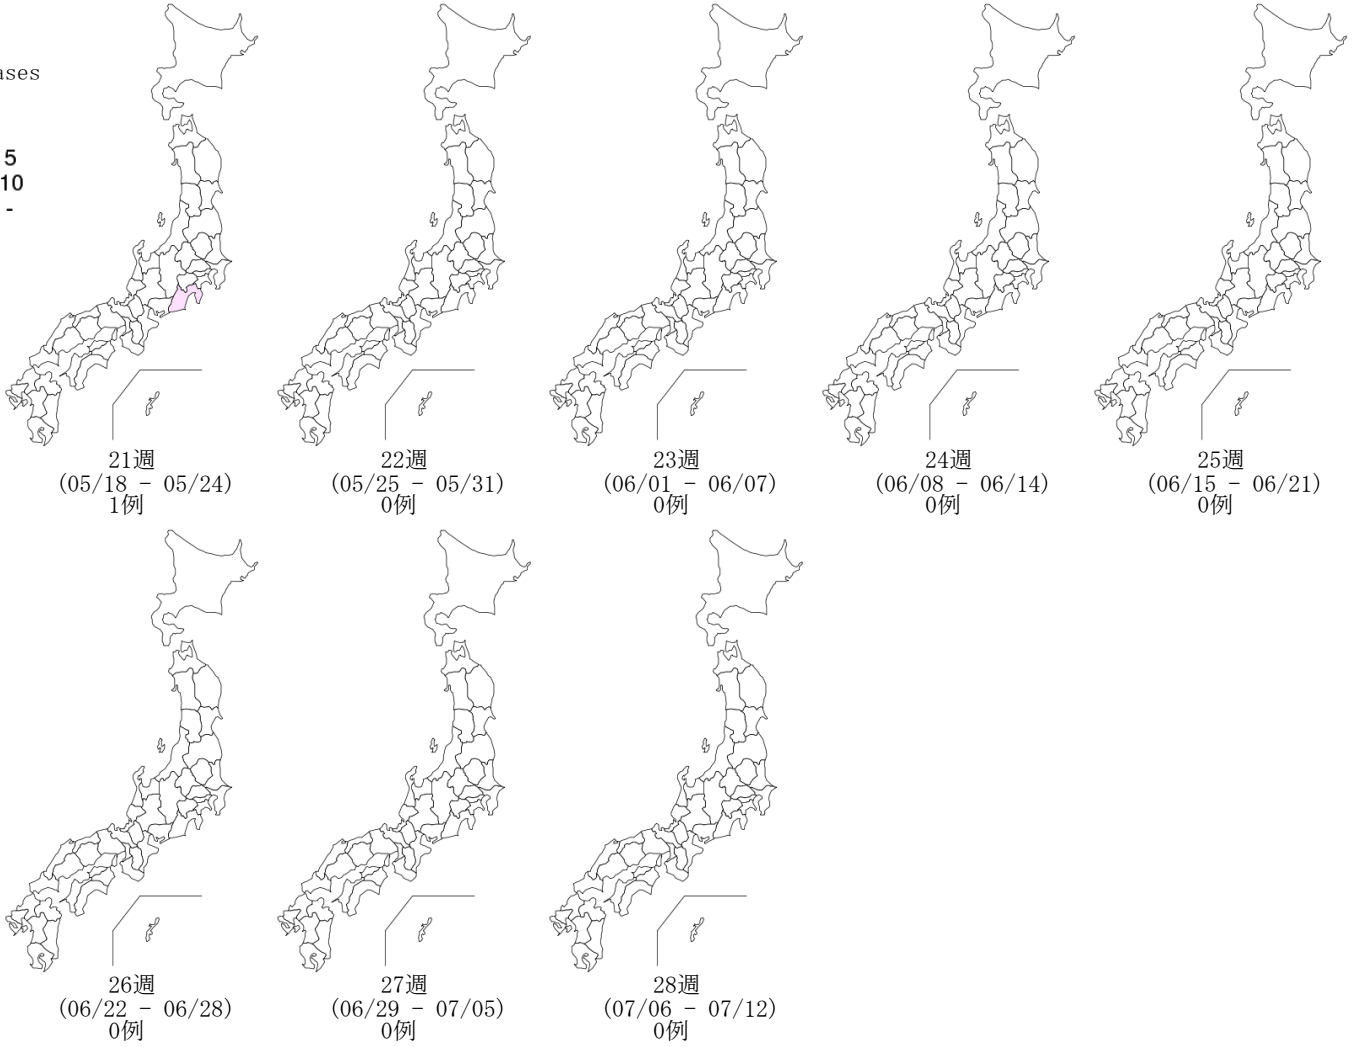 5
10
-
21週
(05/18 - 05/24)
1例
22週
(05/25 - 05/31)
0例
23週
(06/01 - 06/07)
0例
24週
(06/08 - 06/14)
0例
25週
(06/15 - 06/21)
0例
26週
(06/22 - 06/28)
0例
27週
(06/29 - 07/05)
0例
28週
(07/06 - 07/12)
0例